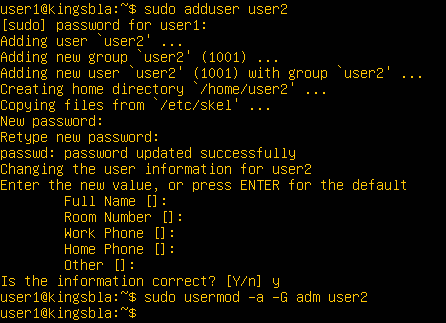 user1@kingsbla:~$ sudo adduser user2
[sudo] password for user1:
Adding user `user2' ...
Adding new group `user2' (1001) ...
Adding new user `user2' (1001) with group `user2' ...
Creating home directory `/home/user2' ...
Copying files from `/etc/skel' ...
New password:
Retype new password:
passwd: password updated successfully
Changing the user information for user2
Enter the new value, or press ENTER for the default
        Full Name []:
        Room Number []:
        Work Phone []:
        Home Phone []:
        Other []:
Is the information correct? [Y/n] y
user1@kingsbla:~$ sudo usermod -a -G adm user2
user1@kingsbla:~$